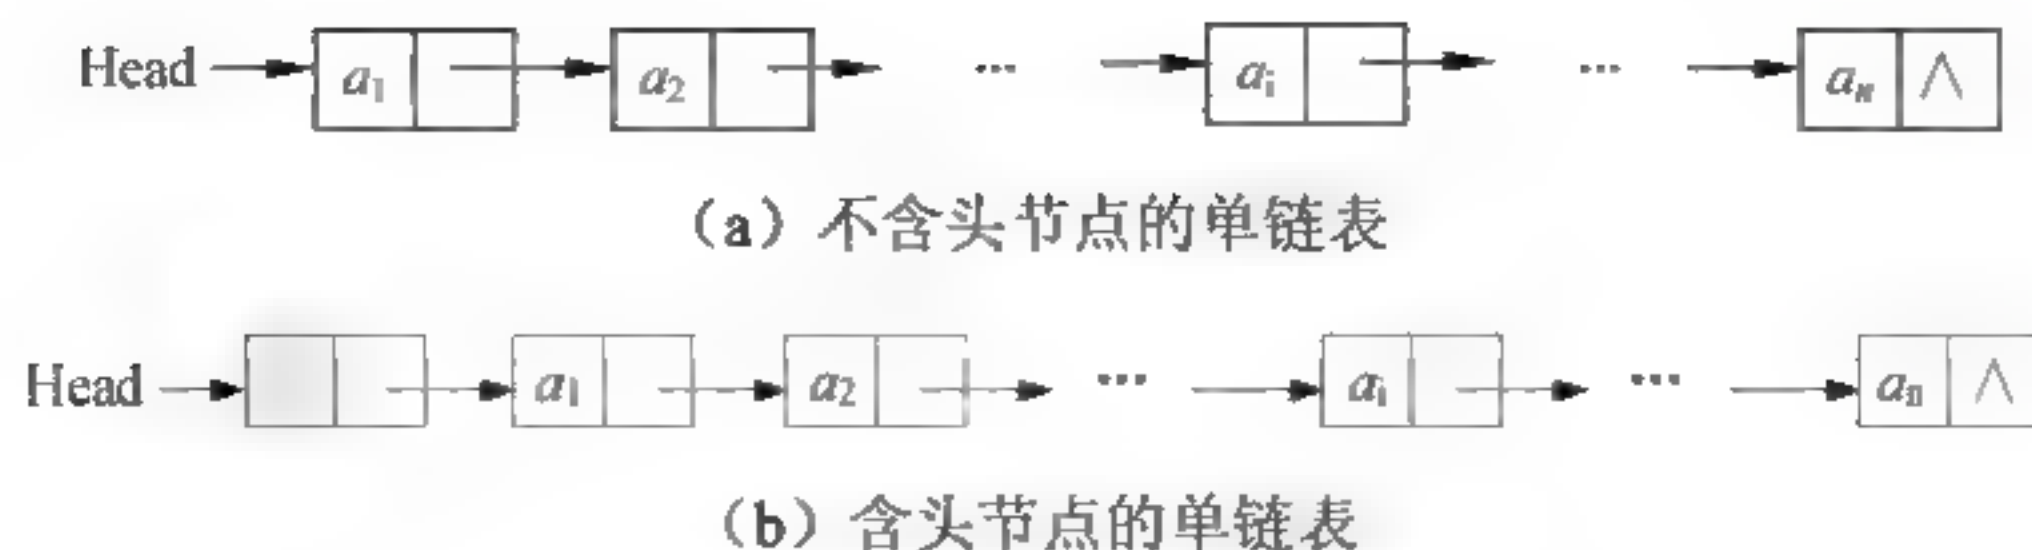 Head a₁ a₂ ... aᵢ ... aₙ ∧
（a）不含头节点的单链表
Head a₁ a₂ ... aᵢ ... aₙ ∧
（b）含头节点的单链表